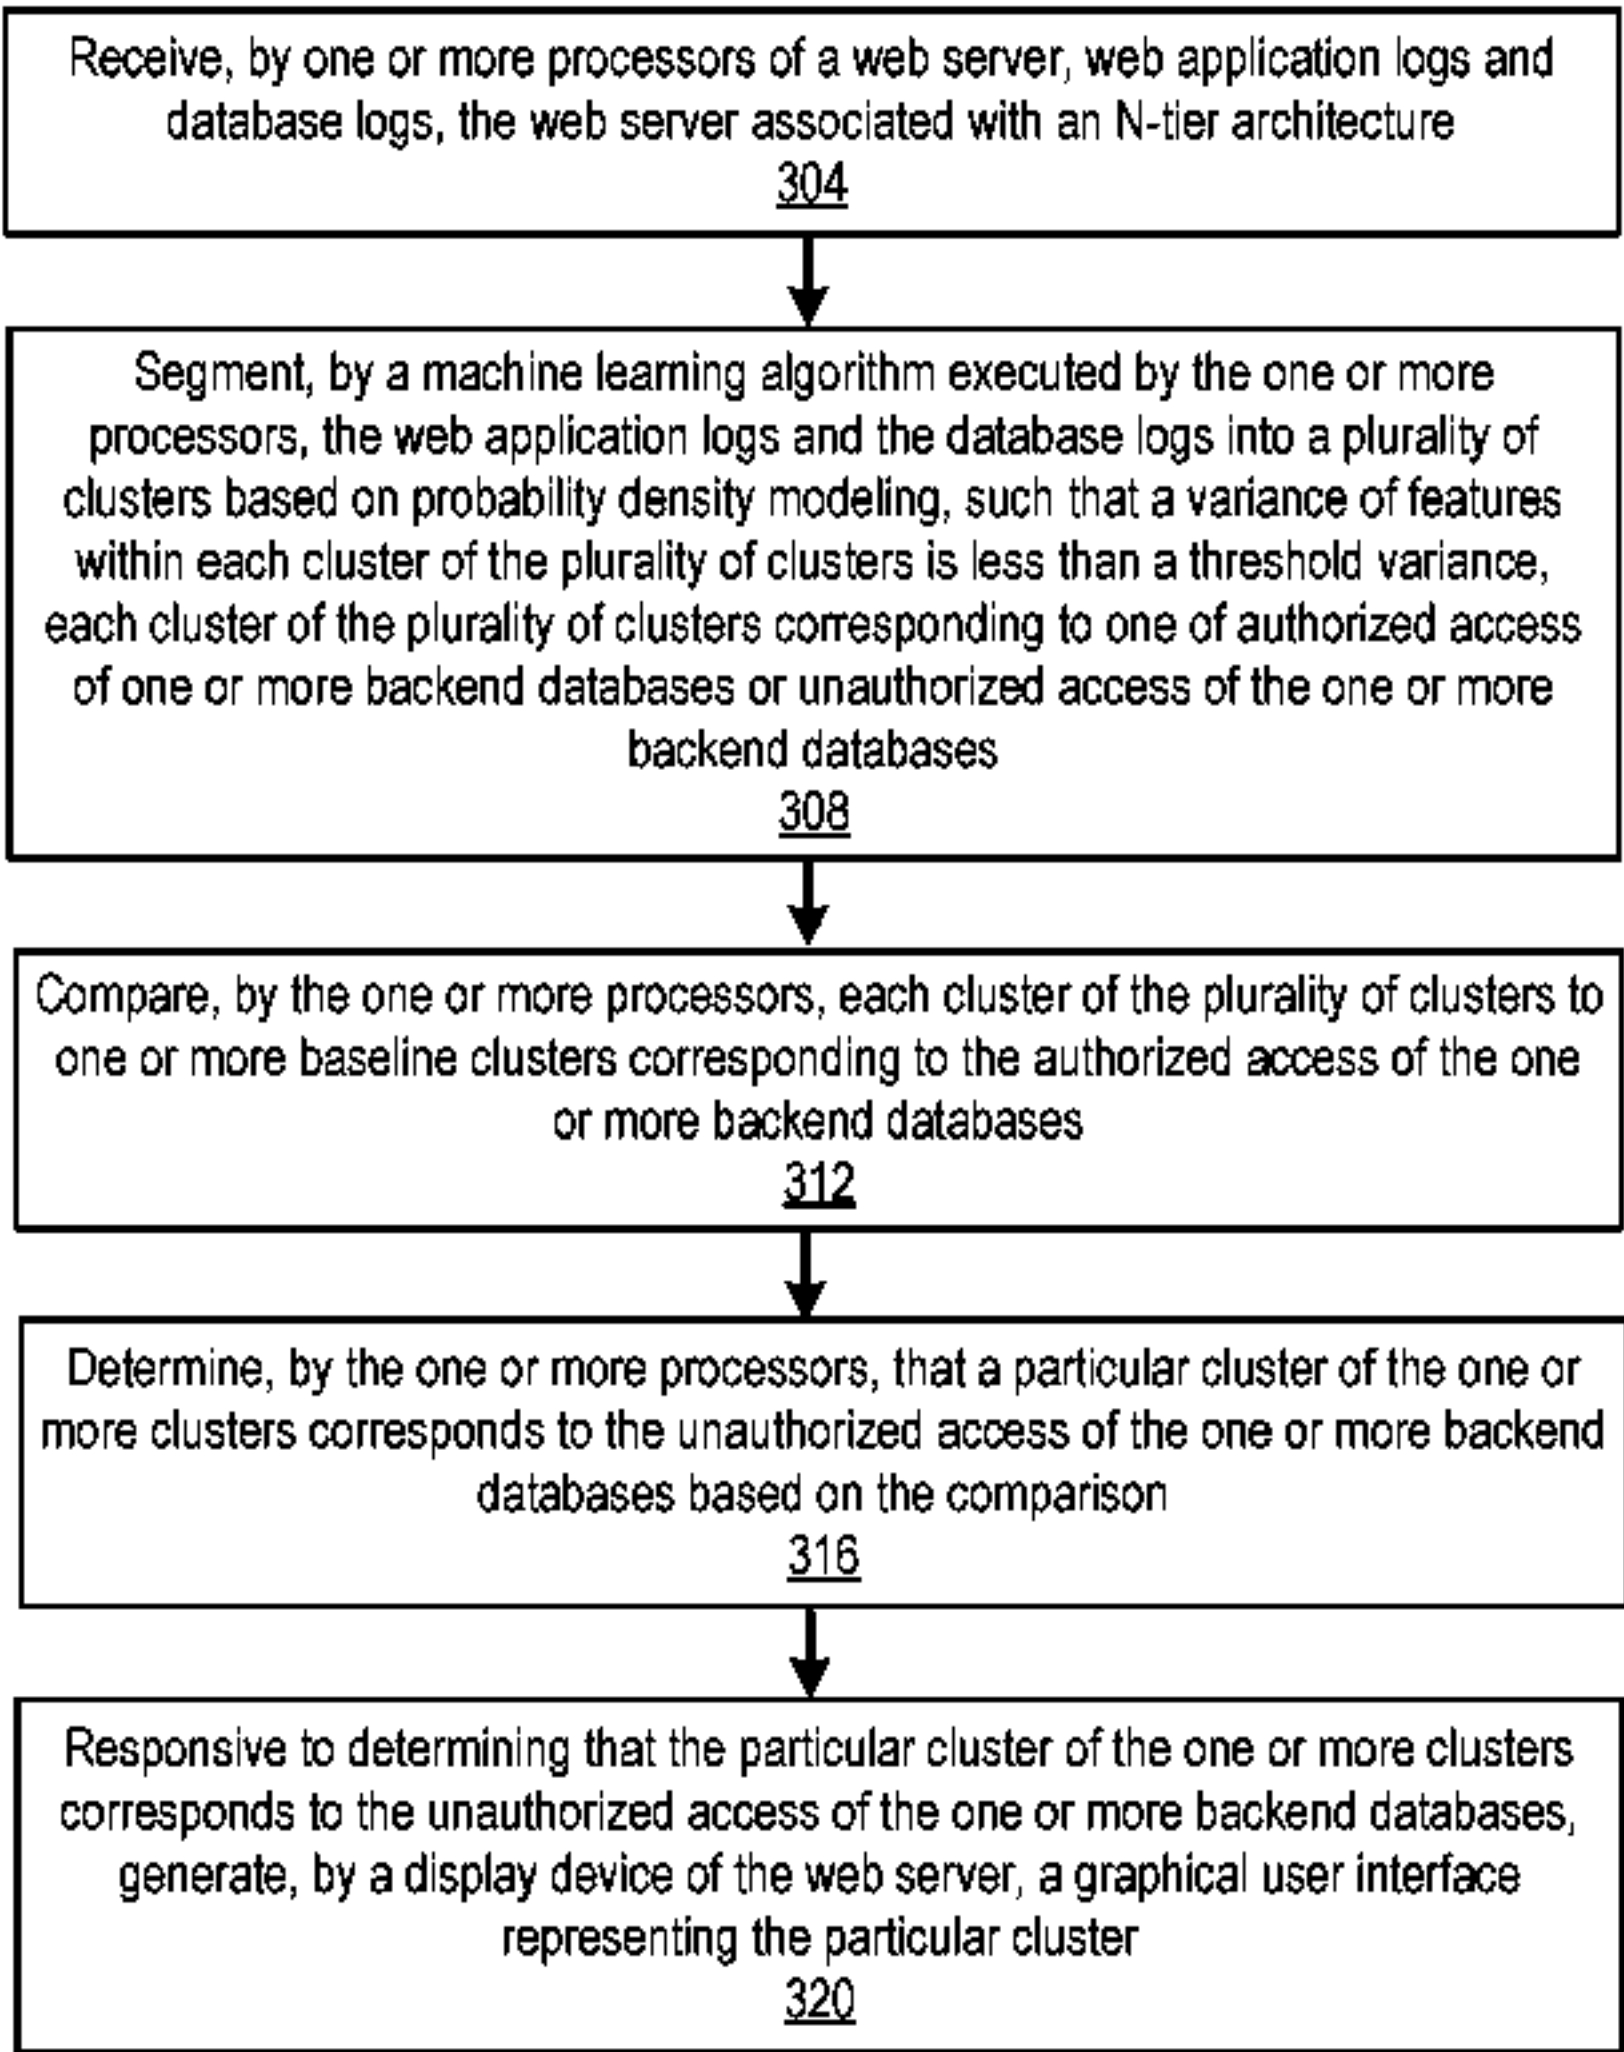 Receive, by one or more processors of a web server, web application logs and
database logs, the web server associated with an N-tier architecture
304
Segment, by a machine learning algorithm executed by the one or more
processors, the web application logs and the database logs into a plurality of
clusters based on probability density modeling, such that a variance of features
within each cluster of the plurality of clusters is less than a threshold variance,
each cluster of the plurality of clusters corresponding to one of authorized access
of one or more backend databases or unauthorized access of the one or more
backend databases
308
Compare, by the one or more processors, each cluster of the plurality of clusters to
one or more baseline clusters corresponding to the authorized access of the one
or more backend databases
312
Determine, by the one or more processors, that a particular cluster of the one or
more clusters corresponds to the unauthorized access of the one or more backend
databases based on the comparison
316
Responsive to determining that the particular cluster of the one or more clusters
corresponds to the unauthorized access of the one or more backend databases,
generate, by a display device of the web server, a graphical user interface
representing the particular cluster
320